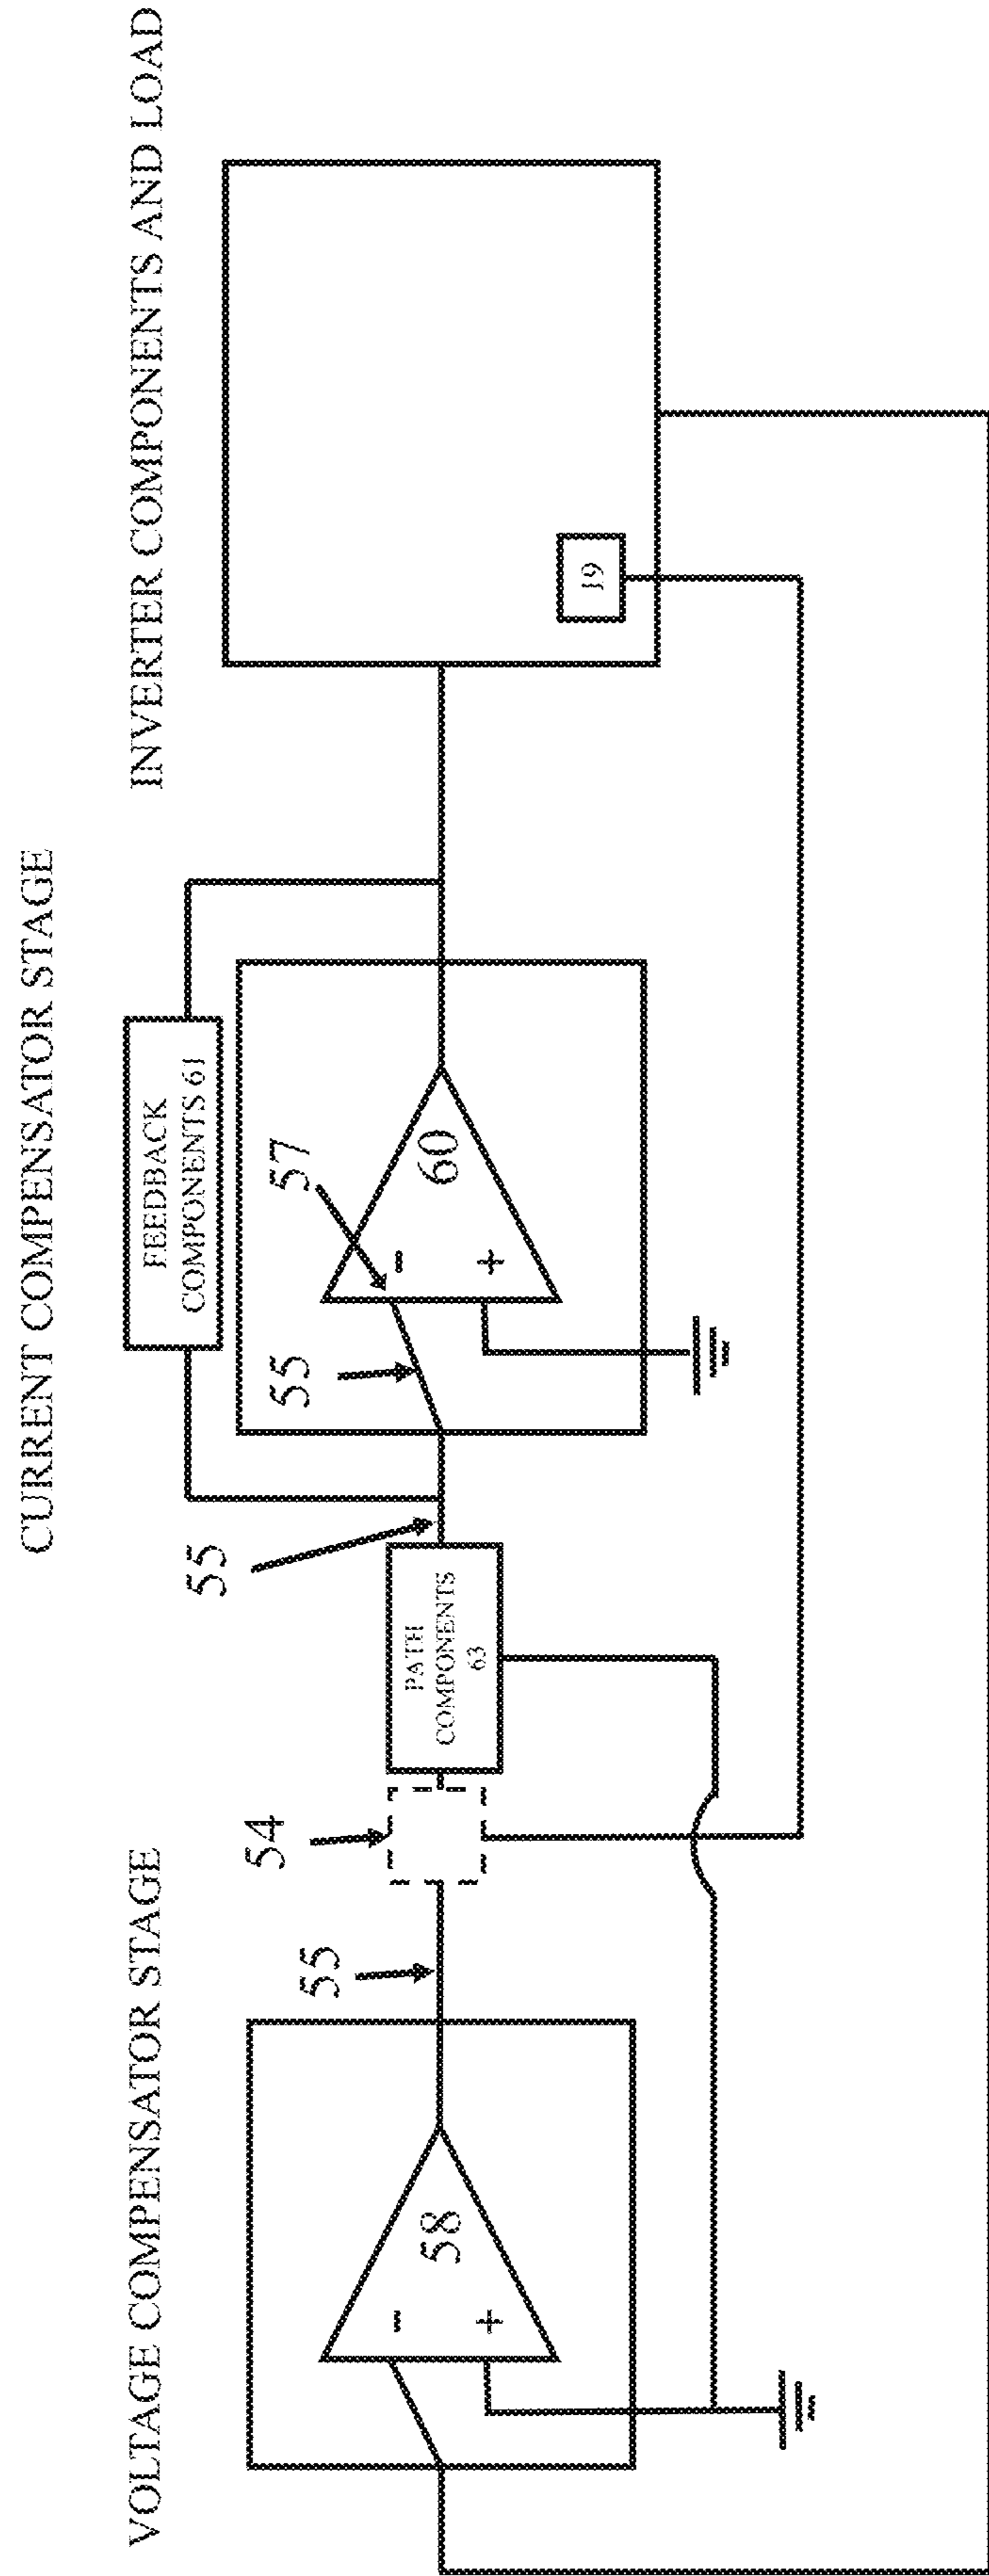 CURRENT COMPENSATOR STAGE
VOLTAGE COMPENSATOR STAGE
INVERTER COMPONENTS AND LOAD
FEEDBACK
COMPONENTS 61
57
55
55
54
55
60
-
+
58
-
+
PATH
COMPONENTS
63
19